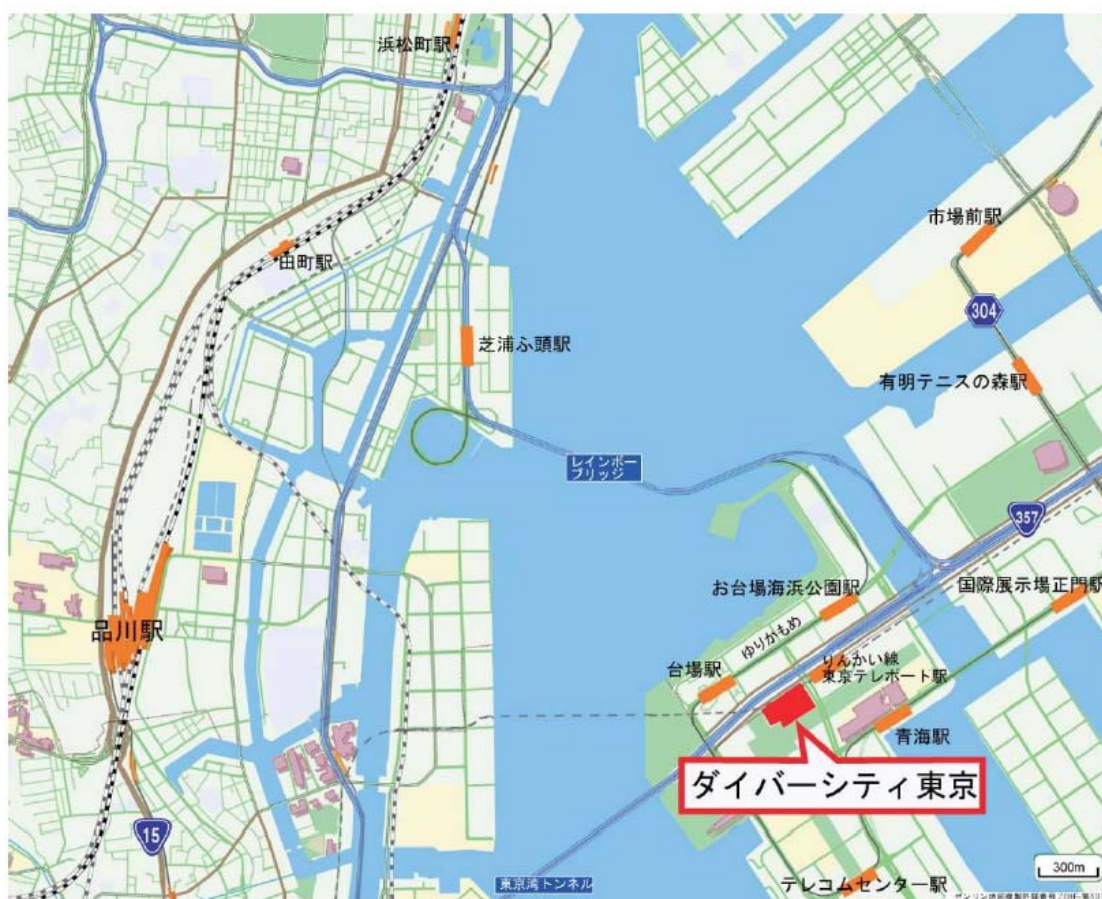 浜松町駅
田町駅
市場前駅
304
芝浦ふ頭駅
有明テニスの森駅
レインボー
ブリッジ
357
お台場海浜公園駅
国際展示場正門駅
ゆりかもめ
品川駅
台場駅
りんかい線
東京テレポート駅
青海駅
ダイバーシティ東京
15
300m
東京湾トンネル
テレコムセンター駅